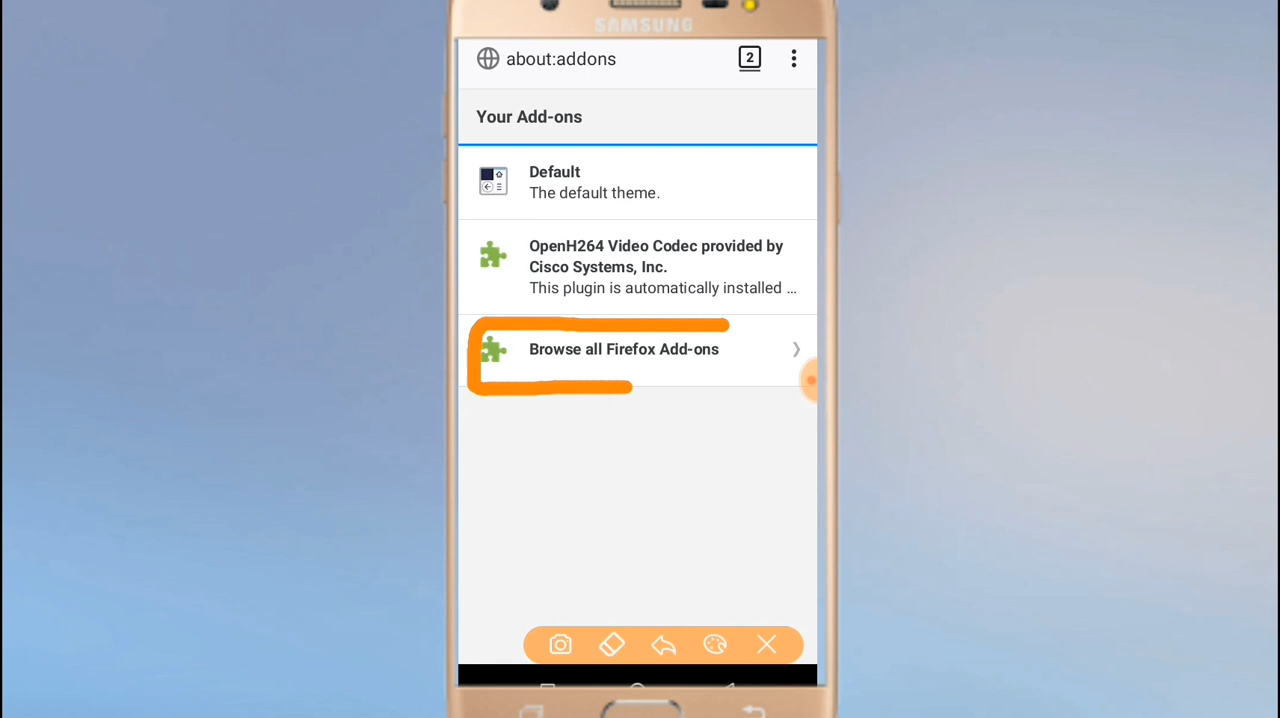 SAMSUNG
about:addons
2
Your Add-ons
Default
The default theme.
OpenH264 Video Codec provided by
Cisco Systems, Inc.
This plugin is automatically installed ...
Browse all Firefox Add-ons